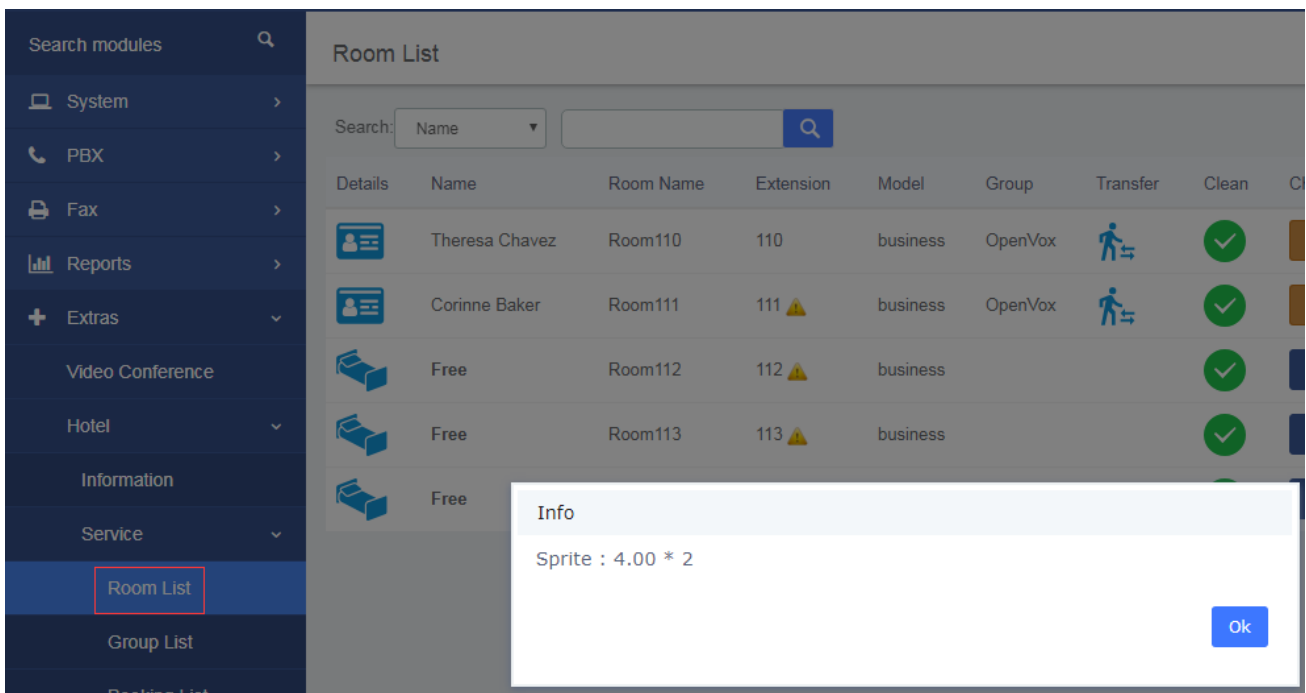 Search modules
System
PBX
Fax
Reports
Extras
Video Conference
Hotel
Information
Service
Room List
Group List
Room List
Search: Name
Details Name Room Name Extension Model Group Transfer Clean
Theresa Chavez Room110 110 business OpenVox
Corinne Baker Room111 111 business OpenVox
Free Room112 112 business
Free Room113 113 business
Free
Info
Sprite : 4.00 * 2
Ok